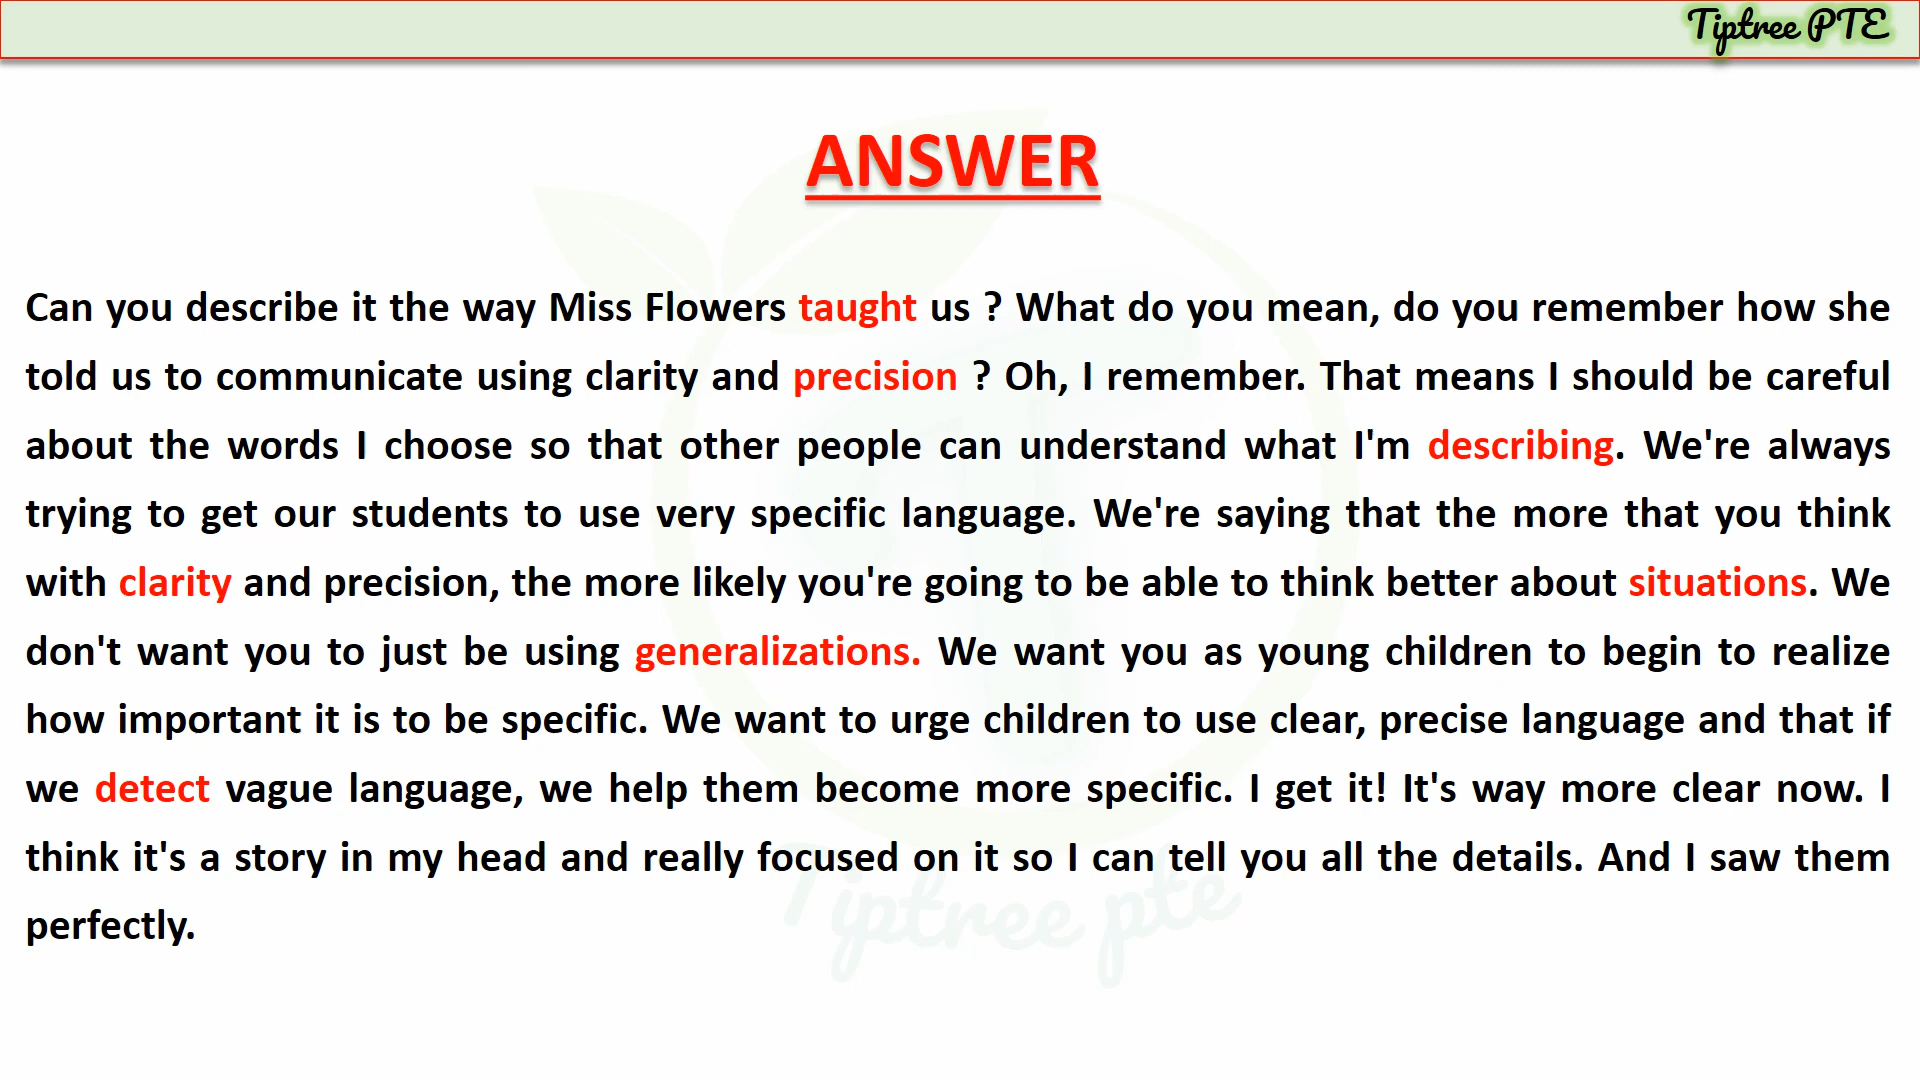 Tiptree PTE
ANSWER
Can you describe it the way Miss Flowers taught us ? What do you mean, do you remember how she
told us to communicate using clarity and precision ? Oh, I remember. That means I should be careful
about the words I choose so that other people can understand what I'm describing. We're always
trying to get our students to use very specific language. We're saying that the more that you think
with clarity and precision, the more likely you're going to be able to think better about situations. We
don't want you to just be using generalizations. We want you as young children to begin to realize
how important it is to be specific. We want to urge children to use clear, precise language and that if
we detect vague language, we help them become more specific. I get it! It's way more clear now. I
think it's a story in my head and really focused on it so I can tell you all the details. And I saw them
perfectly.
Tiptree pte